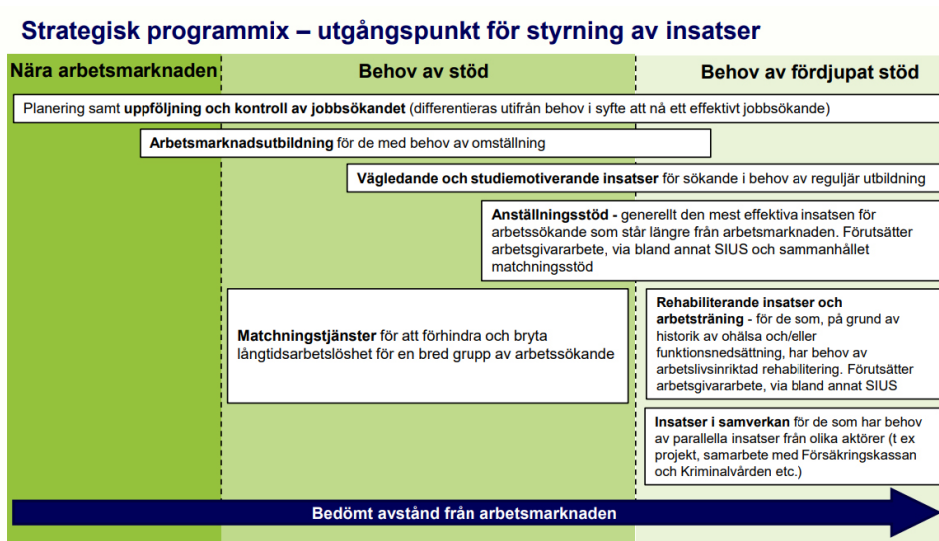 Strategisk programmix – utgångspunkt för styrning av insatser
Nära arbetsmarknaden
Behov av stöd
Behov av fördjupat stöd
Planering samt uppföljning och kontroll av jobbsökandet (differentieras utifrån behov i syfte att nå ett effektivt jobbsökande)
Arbetsmarknadsutbildning för de med behov av omställning
Vägledande och studiemotiverande insatser för sökande i behov av reguljär utbildning
Anställningsstöd - generellt den mest effektiva insatsen för
arbetssökande som står längre från arbetsmarknaden. Förutsätter
arbetsgivararbete, via bland annat SIUS och sammanhållet
matchningsstöd
Matchningstjänster för att förhindra och bryta
långtidsarbetslöshet för en bred grupp av arbetssökande
Rehabiliterande insatser och
arbetsträning - för de som, på grund av
historik av ohälsa och/eller
funktionsnedsättning, har behov av
arbetslivsinriktad rehabilitering. Förutsätter
arbetsgivararbete, via bland annat SIUS
Insatser i samverkan för de som har behov
av parallella insatser från olika aktörer (t ex
projekt, samarbete med Försäkringskassan
och Kriminalvården etc.)
Bedömt avstånd från arbetsmarknaden